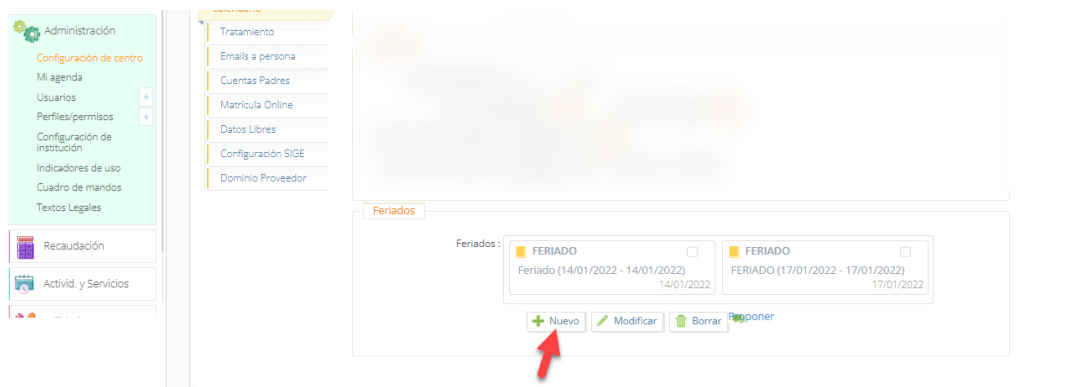 Administración
Configuración de centro
Mi agenda
Usuarios
Perfiles/permisos
Configuración de
institución
Indicadores de uso
Cuadro de mandos
Textos Legales
Recaudación
Activid. y Servicios
Calendario
Tratamiento
Emails a persona
Cuentas Padres
Matrícula Online
Datos Libres
Configuración SIGE
Dominio Proveedor
Feriados
Feriados :
FERIADO
Feriado (14/01/2022 - 14/01/2022)
14/01/2022
FERIADO
FERIADO (17/01/2022 - 17/01/2022)
17/01/2022
Nuevo
Modificar
Borrar
Proponer